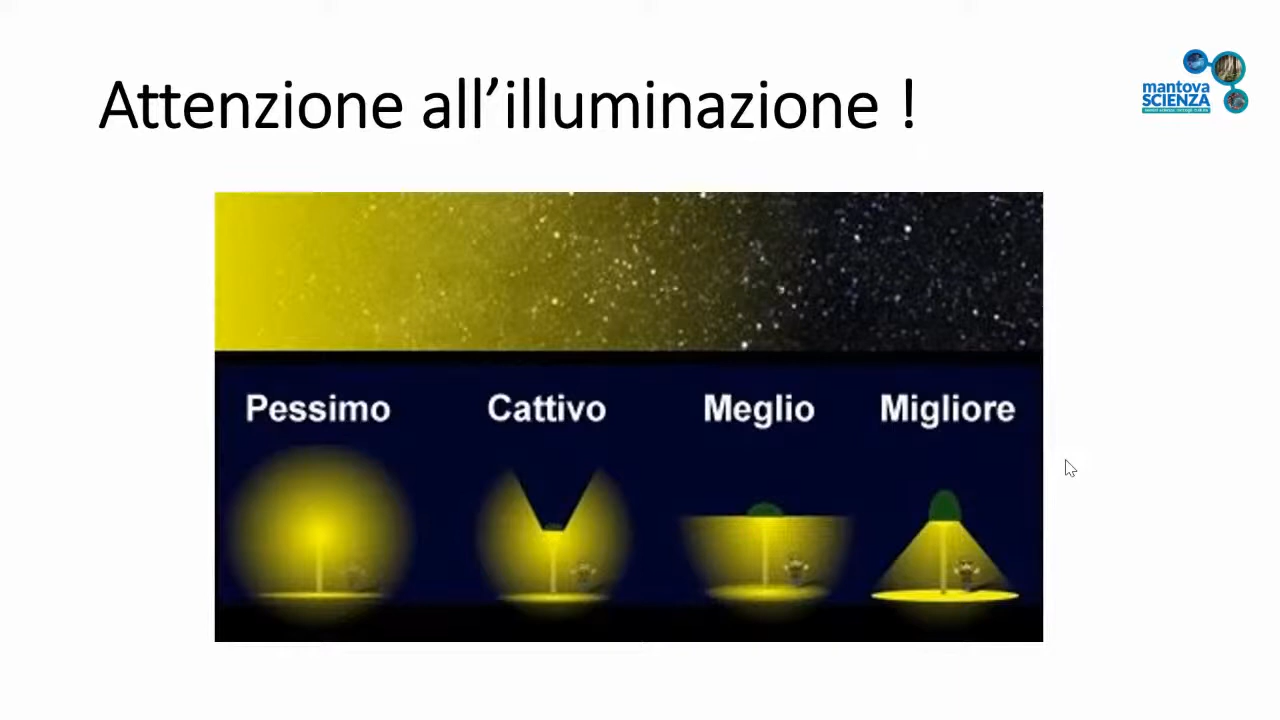 Attenzione all’illuminazione !
mantova
SCIENZA
Pessimo Cattivo Meglio Migliore